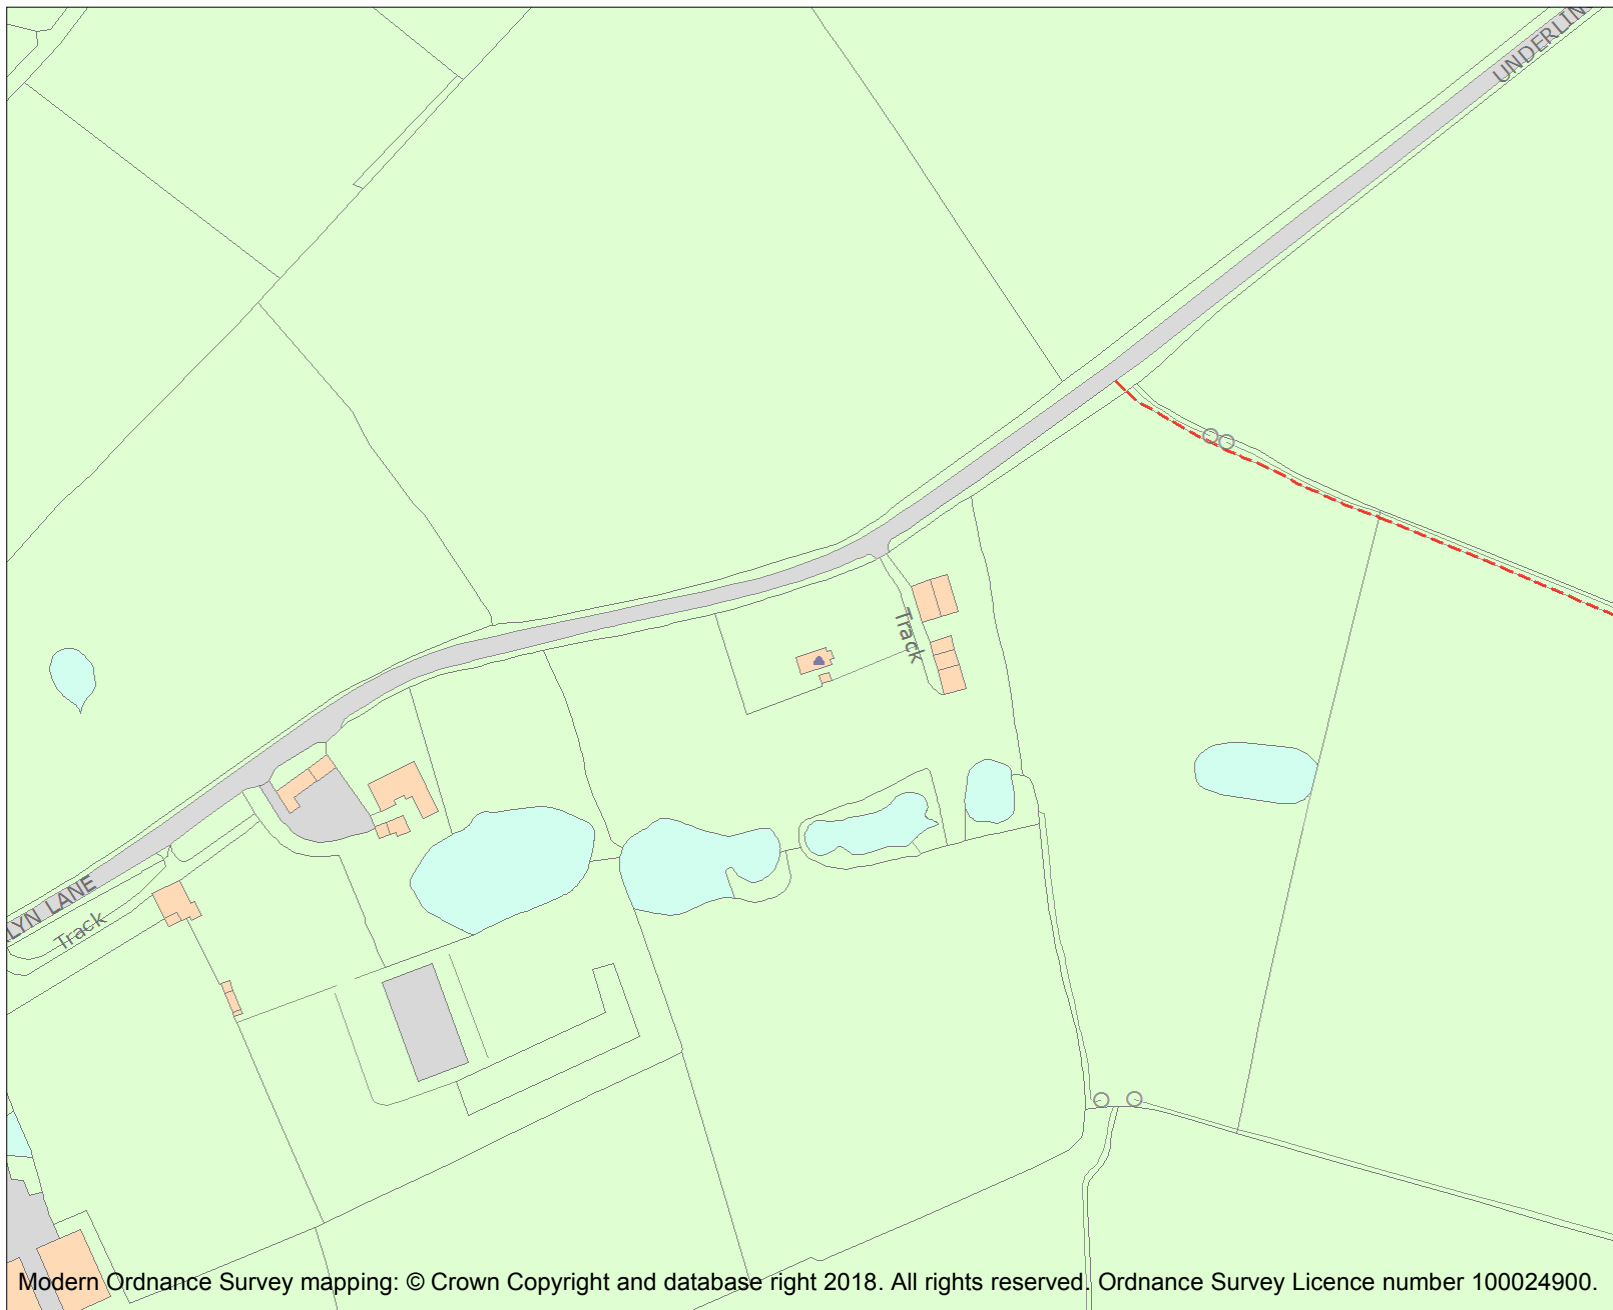 UNDERLIN
Track
LYN LANE
Track
Modern Ordnance Survey mapping: © Crown Copyright and database right 2018. All rights reserved. Ordnance Survey Licence number 100024900.